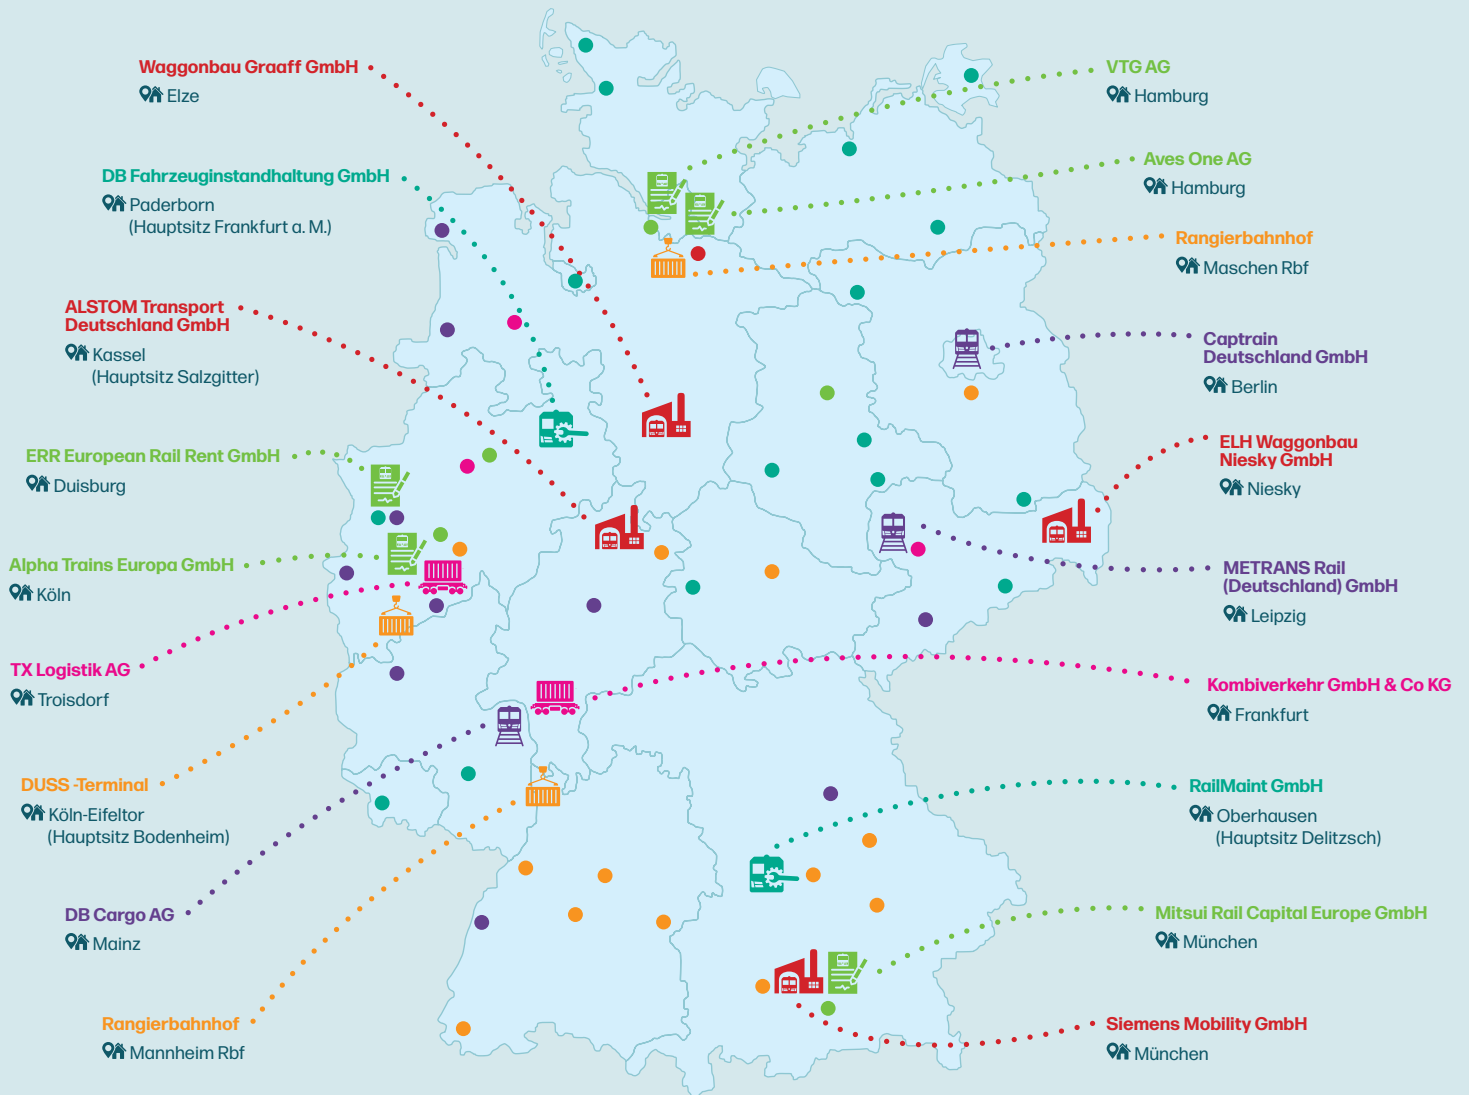 Waggonbau Graaff GmbH
Elze
DB Fahrzeuginstandhaltung GmbH
Paderborn
(Hauptsitz Frankfurt a. M.)
ALSTOM Transport
Deutschland GmbH
Kassel
(Hauptsitz Salzgitter)
ERR European Rail Rent GmbH
Duisburg
Alpha Trains Europa GmbH
Köln
TX Logistik AG
Troisdorf
DUSS -Terminal
Köln-Eifeltor
(Hauptsitz Bodenheim)
DB Cargo AG
Mainz
Rangierbahnhof
Mannheim Rbf
VTG AG
Hamburg
Aves One AG
Hamburg
Rangierbahnhof
Maschen Rbf
Captrain
Deutschland GmbH
Berlin
ELH Waggonbau
Niesky GmbH
Niesky
METRANS Rail
(Deutschland) GmbH
Leipzig
Kombiverkehr GmbH & Co KG
Frankfurt
RailMaint GmbH
Oberhausen
(Hauptsitz Delitzsch)
Mitsui Rail Capital Europe GmbH
München
Siemens Mobility GmbH
München